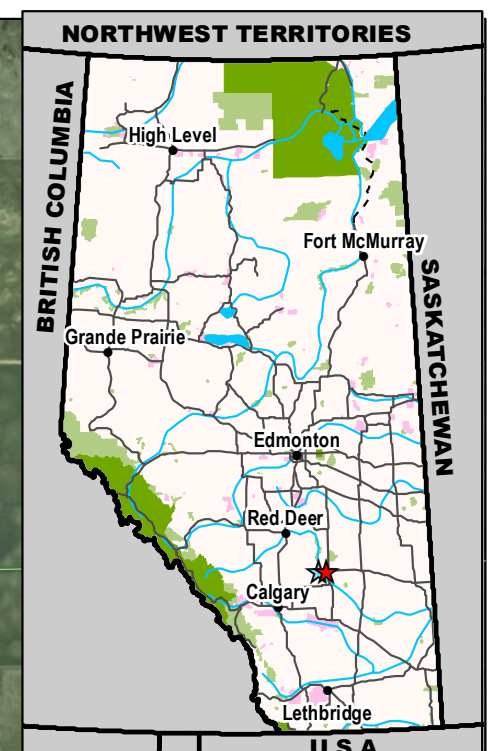 NORTHWEST TERRITORIES
BRITISH COLUMBIA
High Level
Fort McMurray
SASKATCHEWAN
Grande Prairie
Edmonton
Red Deer
Calgary
Lethbridge
U S A